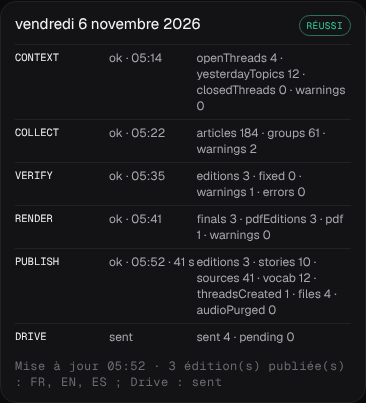 vendredi 6 novembre 2026 RÉUSSI
CONTEXT ok · 05:14 openThreads 4 ·
yesterdayTopics 12 ·
closedThreads 0 · warnings
0
COLLECT ok · 05:22 articles 184 · groups 61 ·
warnings 2
VERIFY ok · 05:35 editions 3 · fixed 0 ·
warnings 1 · errors 0
RENDER ok · 05:41 finals 3 · pdfEditions 3 · pdf
1 · warnings 0
PUBLISH ok · 05:52 · 41 s editions 3 · stories 10 ·
sources 41 · vocab 12 ·
threadsCreated 1 · files 4 ·
audioPurged 0
DRIVE sent sent 4 · pending 0
Mise à jour 05:52 · 3 édition(s) publiée(s)
: FR, EN, ES ; Drive : sent